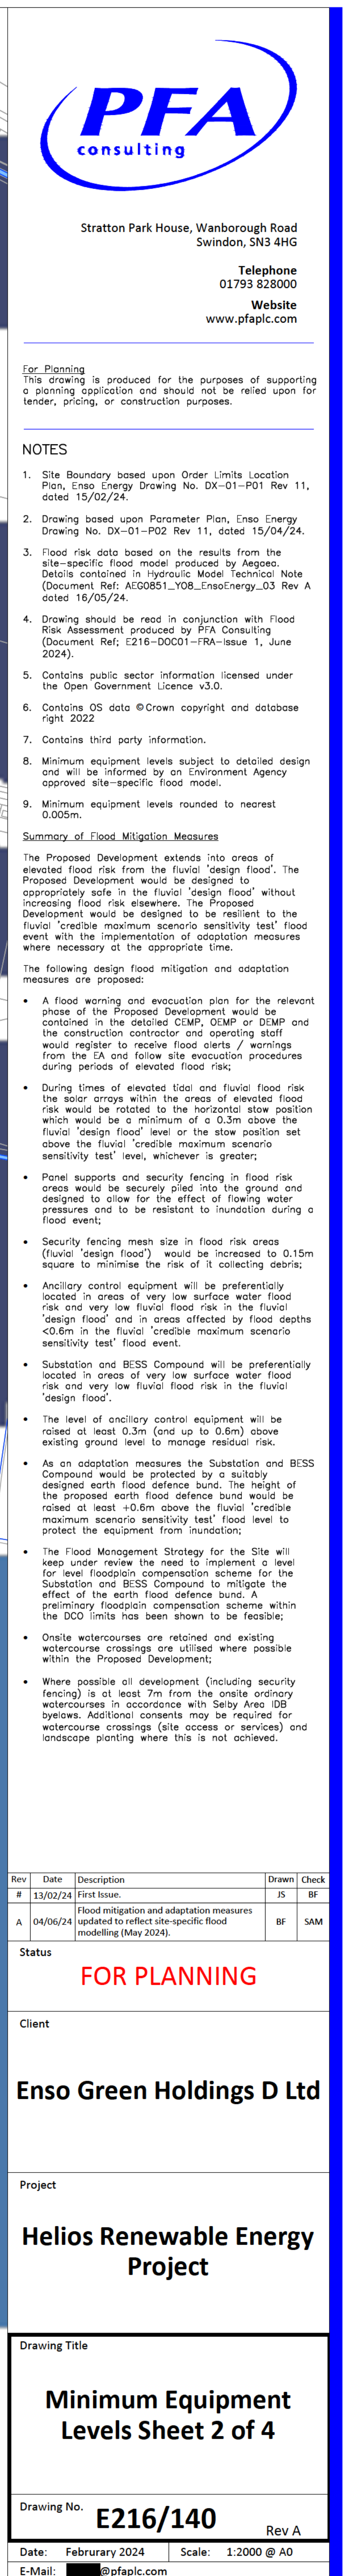 PFA
consulting
Stratton Park House, Wanborough Road
Swindon, SN3 4HG
Telephone
01793 828000
Website
www.pfaplc.com
For Planning
This drawing is produced for the purposes of supporting
a planning application and should not be relied upon for
tender, pricing, or construction purposes.
NOTES
1. Site Boundary based upon Order Limits Location
Plan, Enso Energy Drawing No. DX-01-P01 Rev 11,
dated 15/02/24.
2. Drawing based upon Parameter Plan, Enso Energy
Drawing No. DX-01-P02 Rev 11, dated 15/04/24.
3. Flood risk data based on the results from the
site-specific flood model produced by Aegaea.
Details contained in Hydraulic Model Technical Note
(Document Ref: AEG0851_YO8_EnsoEnergy_03 Rev A
dated 16/05/24.
4. Drawing should be read in conjunction with Flood
Risk Assessment produced by PFA Consulting
(Document Ref; E216-DOC01-FRA-Issue 1, June
2024).
5. Contains public sector information licensed under
the Open Government Licence v3.0.
6. Contains OS data © Crown copyright and database
right 2022
7. Contains third party information.
8. Minimum equipment levels subject to detailed design
and will be informed by an Environment Agency
approved site-specific flood model.
9. Minimum equipment levels rounded to nearest
0.005m.
Summary of Flood Mitigation Measures
The Proposed Development extends into areas of
elevated flood risk from the fluvial 'design flood'. The
Proposed Development would be designed to
appropriately safe in the fluvial 'design flood' without
increasing flood risk elsewhere. The Proposed
Development would be designed to be resilient to the
fluvial 'credible maximum scenario sensitivity test' flood
event with the implementation of adaptation measures
where necessary at the appropriate time.
The following design flood mitigation and adaptation
measures are proposed:
• A flood warning and evacuation plan for the relevant
phase of the Proposed Development would be
contained in the detailed CEMP, OEMP or DEMP and
the construction contractor and operating staff
would register to receive flood alerts / warnings
from the EA and follow site evacuation procedures
during periods of elevated flood risk;
• During times of elevated tidal and fluvial flood risk
the solar arrays within the areas of elevated flood
risk would be rotated to the horizontal stow position
which would be a minimum of a 0.3m above the
fluvial 'design flood' level or the stow position set
above the fluvial 'credible maximum scenario
sensitivity test' level, whichever is greater;
• Panel supports and security fencing in flood risk
areas would be securely piled into the ground and
designed to allow for the effect of flowing water
pressures and to be resistant to inundation during a
flood event;
• Security fencing mesh size in flood risk areas
(fluvial 'design flood') would be increased to 0.15m
square to minimise the risk of it collecting debris;
• Ancillary control equipment will be preferentially
located in areas of very low surface water flood
risk and very low fluvial flood risk in the fluvial
'design flood' and in areas affected by flood depths
<0.6m in the fluvial 'credible maximum scenario
sensitivity test' flood event.
• Substation and BESS Compound will be preferentially
located in areas of very low surface water flood
risk and very low fluvial flood risk in the fluvial
'design flood'.
• The level of ancillary control equipment will be
raised at least 0.3m (and up to 0.6m) above
existing ground level to manage residual risk.
• As an adaptation measures the Substation and BESS
Compound would be protected by a suitably
designed earth flood defence bund. The height of
the proposed earth flood defence bund would be
raised at least +0.6m above the fluvial 'credible
maximum scenario sensitivity test' flood level to
protect the equipment from inundation;
• The Flood Management Strategy for the Site will
keep under review the need to implement a level
for level floodplain compensation scheme for the
Substation and BESS Compound to mitigate the
effect of the earth flood defence bund. A
preliminary floodplain compensation scheme within
the DCO limits has been shown to be feasible;
• Onsite watercourses are retained and existing
watercourse crossings are utilised where possible
within the Proposed Development;
• Where possible all development (including security
fencing) is at least 7m from the onsite ordinary
watercourses in accordance with Selby Area IDB
byelaws. Additional consents may be required for
watercourse crossings (site access or services) and
landscape planting where this is not achieved.
Rev Date Description Drawn Check
# 13/02/24 First Issue. JS BF
A 04/06/24 Flood mitigation and adaptation measures
updated to reflect site-specific flood
modelling (May 2024). BF SAM
Status
FOR PLANNING
Client
Enso Green Holdings D Ltd
Project
Helios Renewable Energy
Project
Drawing Title
Minimum Equipment
Levels Sheet 2 of 4
Drawing No. E216/140 Rev A
Date: Februrary 2024 Scale: 1:2000 @ A0
E-Mail: @pfaplc.com